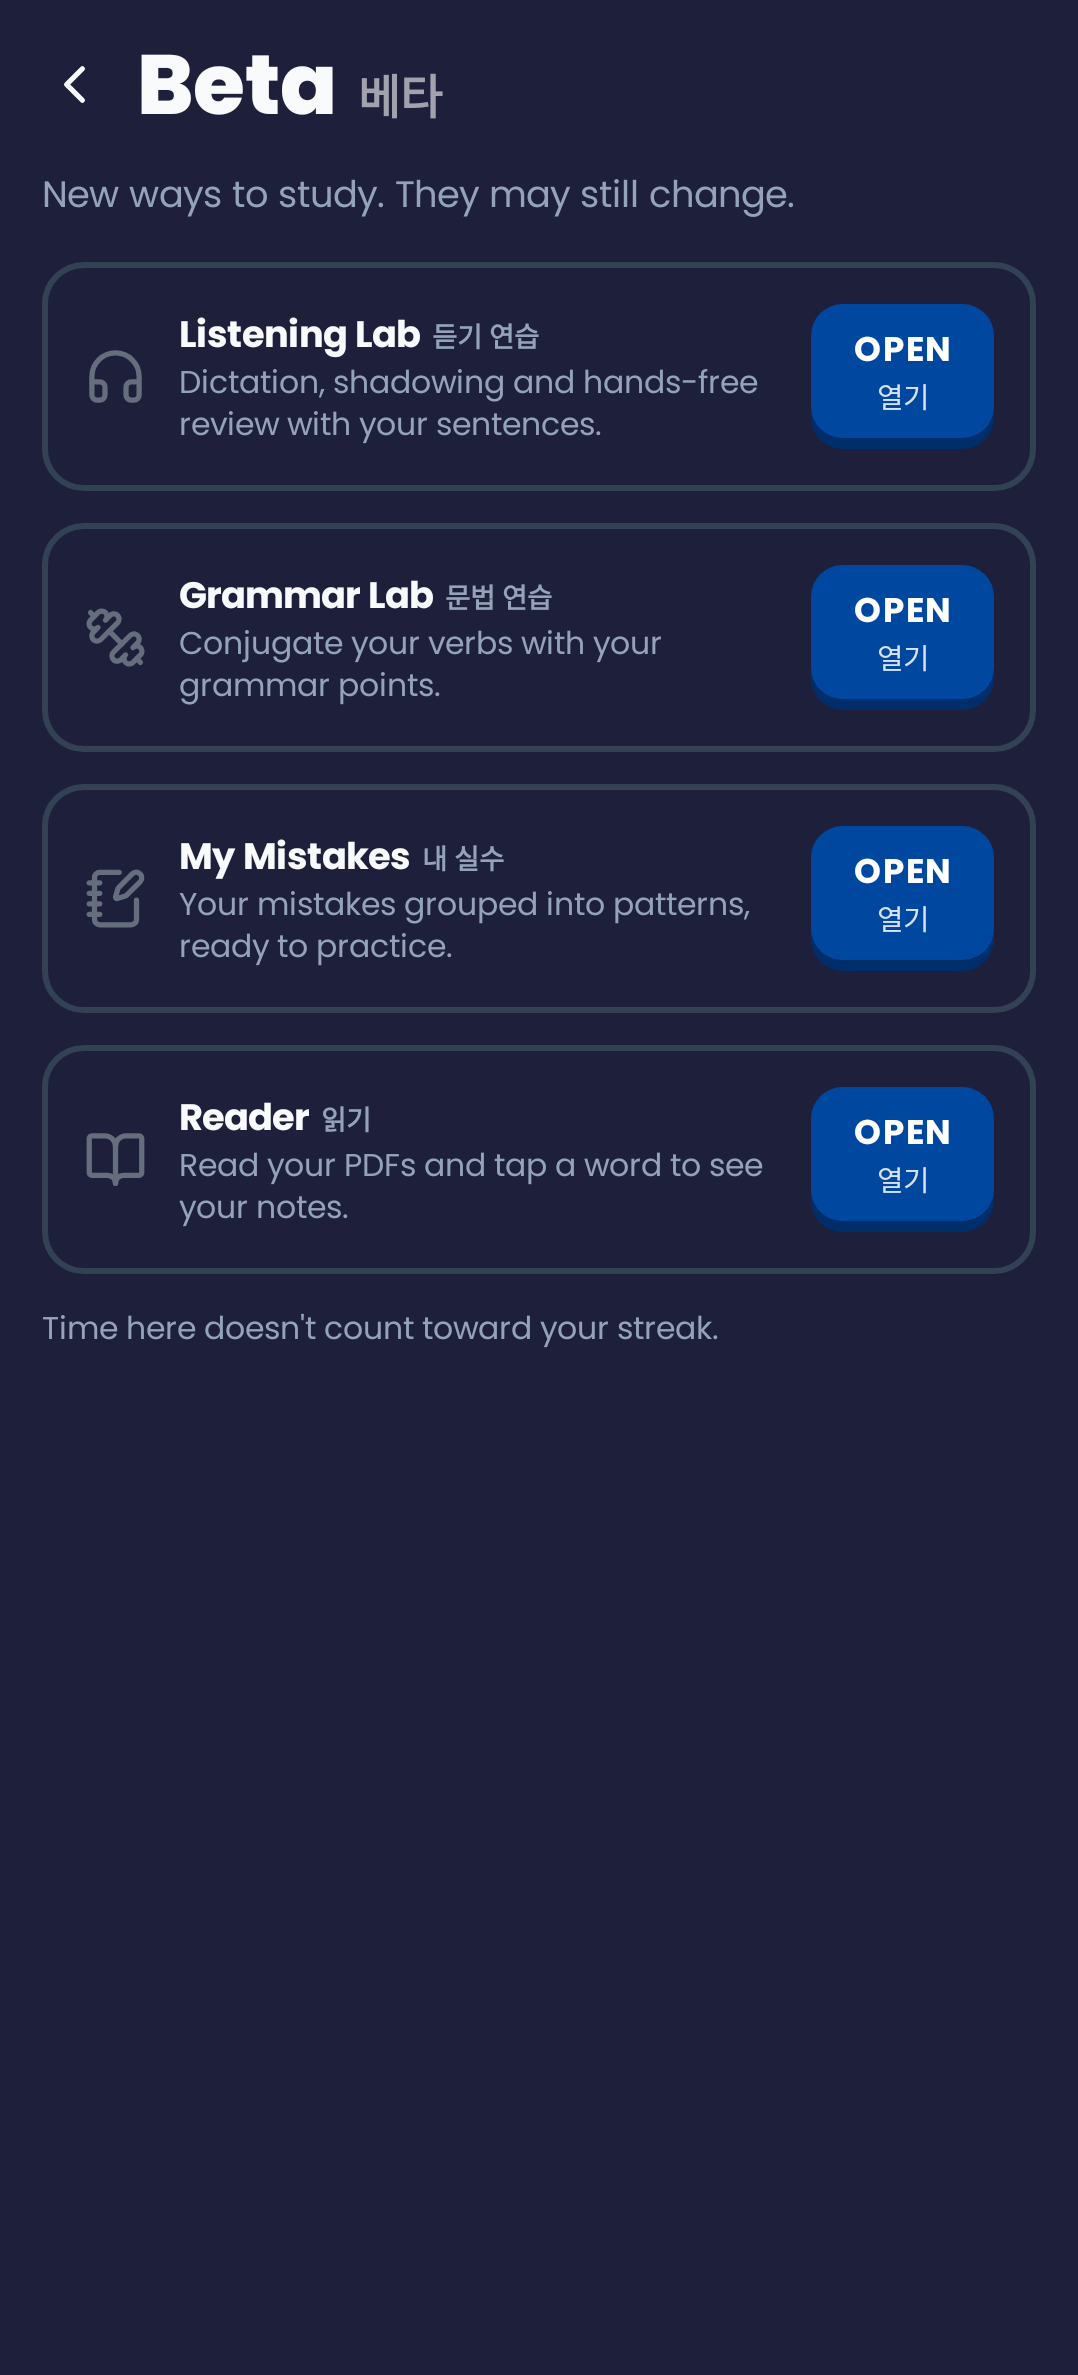 Beta 베타
New ways to study. They may still change.
Listening Lab 듣기 연습
Dictation, shadowing and hands-free
review with your sentences.
OPEN
열기
Grammar Lab 문법 연습
Conjugate your verbs with your
grammar points.
OPEN
열기
My Mistakes 내 실수
Your mistakes grouped into patterns,
ready to practice.
OPEN
열기
Reader 읽기
Read your PDFs and tap a word to see
your notes.
OPEN
열기
Time here doesn't count toward your streak.